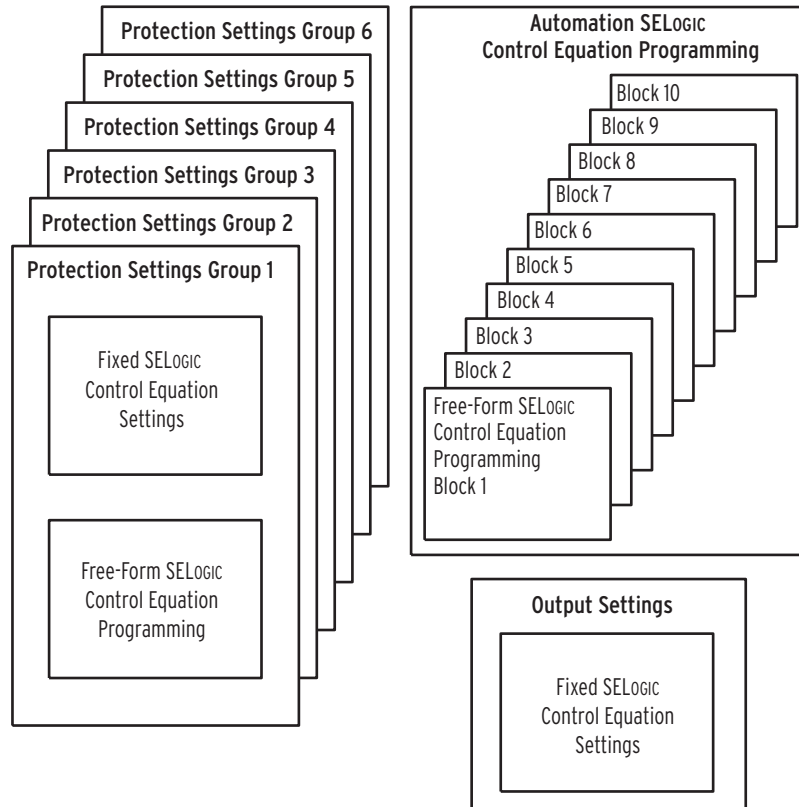 Protection Settings Group 6
Protection Settings Group 5
Protection Settings Group 4
Protection Settings Group 3
Protection Settings Group 2
Protection Settings Group 1
Fixed SELOGIC
Control Equation
Settings
Free-Form SELOGIC
Control Equation
Programming
Automation SELOGIC
Control Equation Programming
Block 10
Block 9
Block 8
Block 7
Block 6
Block 5
Block 4
Block 3
Block 2
Free-Form SELOGIC
Control Equation
Programming
Block 1
Output Settings
Fixed SELOGIC
Control Equation
Settings